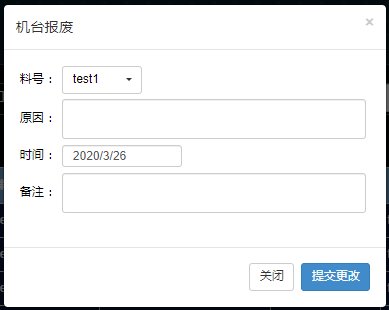 机台报废 ×
料号： test1
原因：
时间： 2020/3/26
备注：
关闭 提交更改